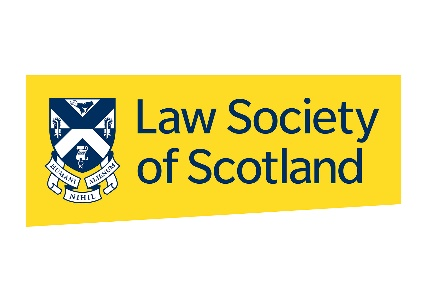 Law Society
of Scotland
HUMANI NIHIL ALIENUM